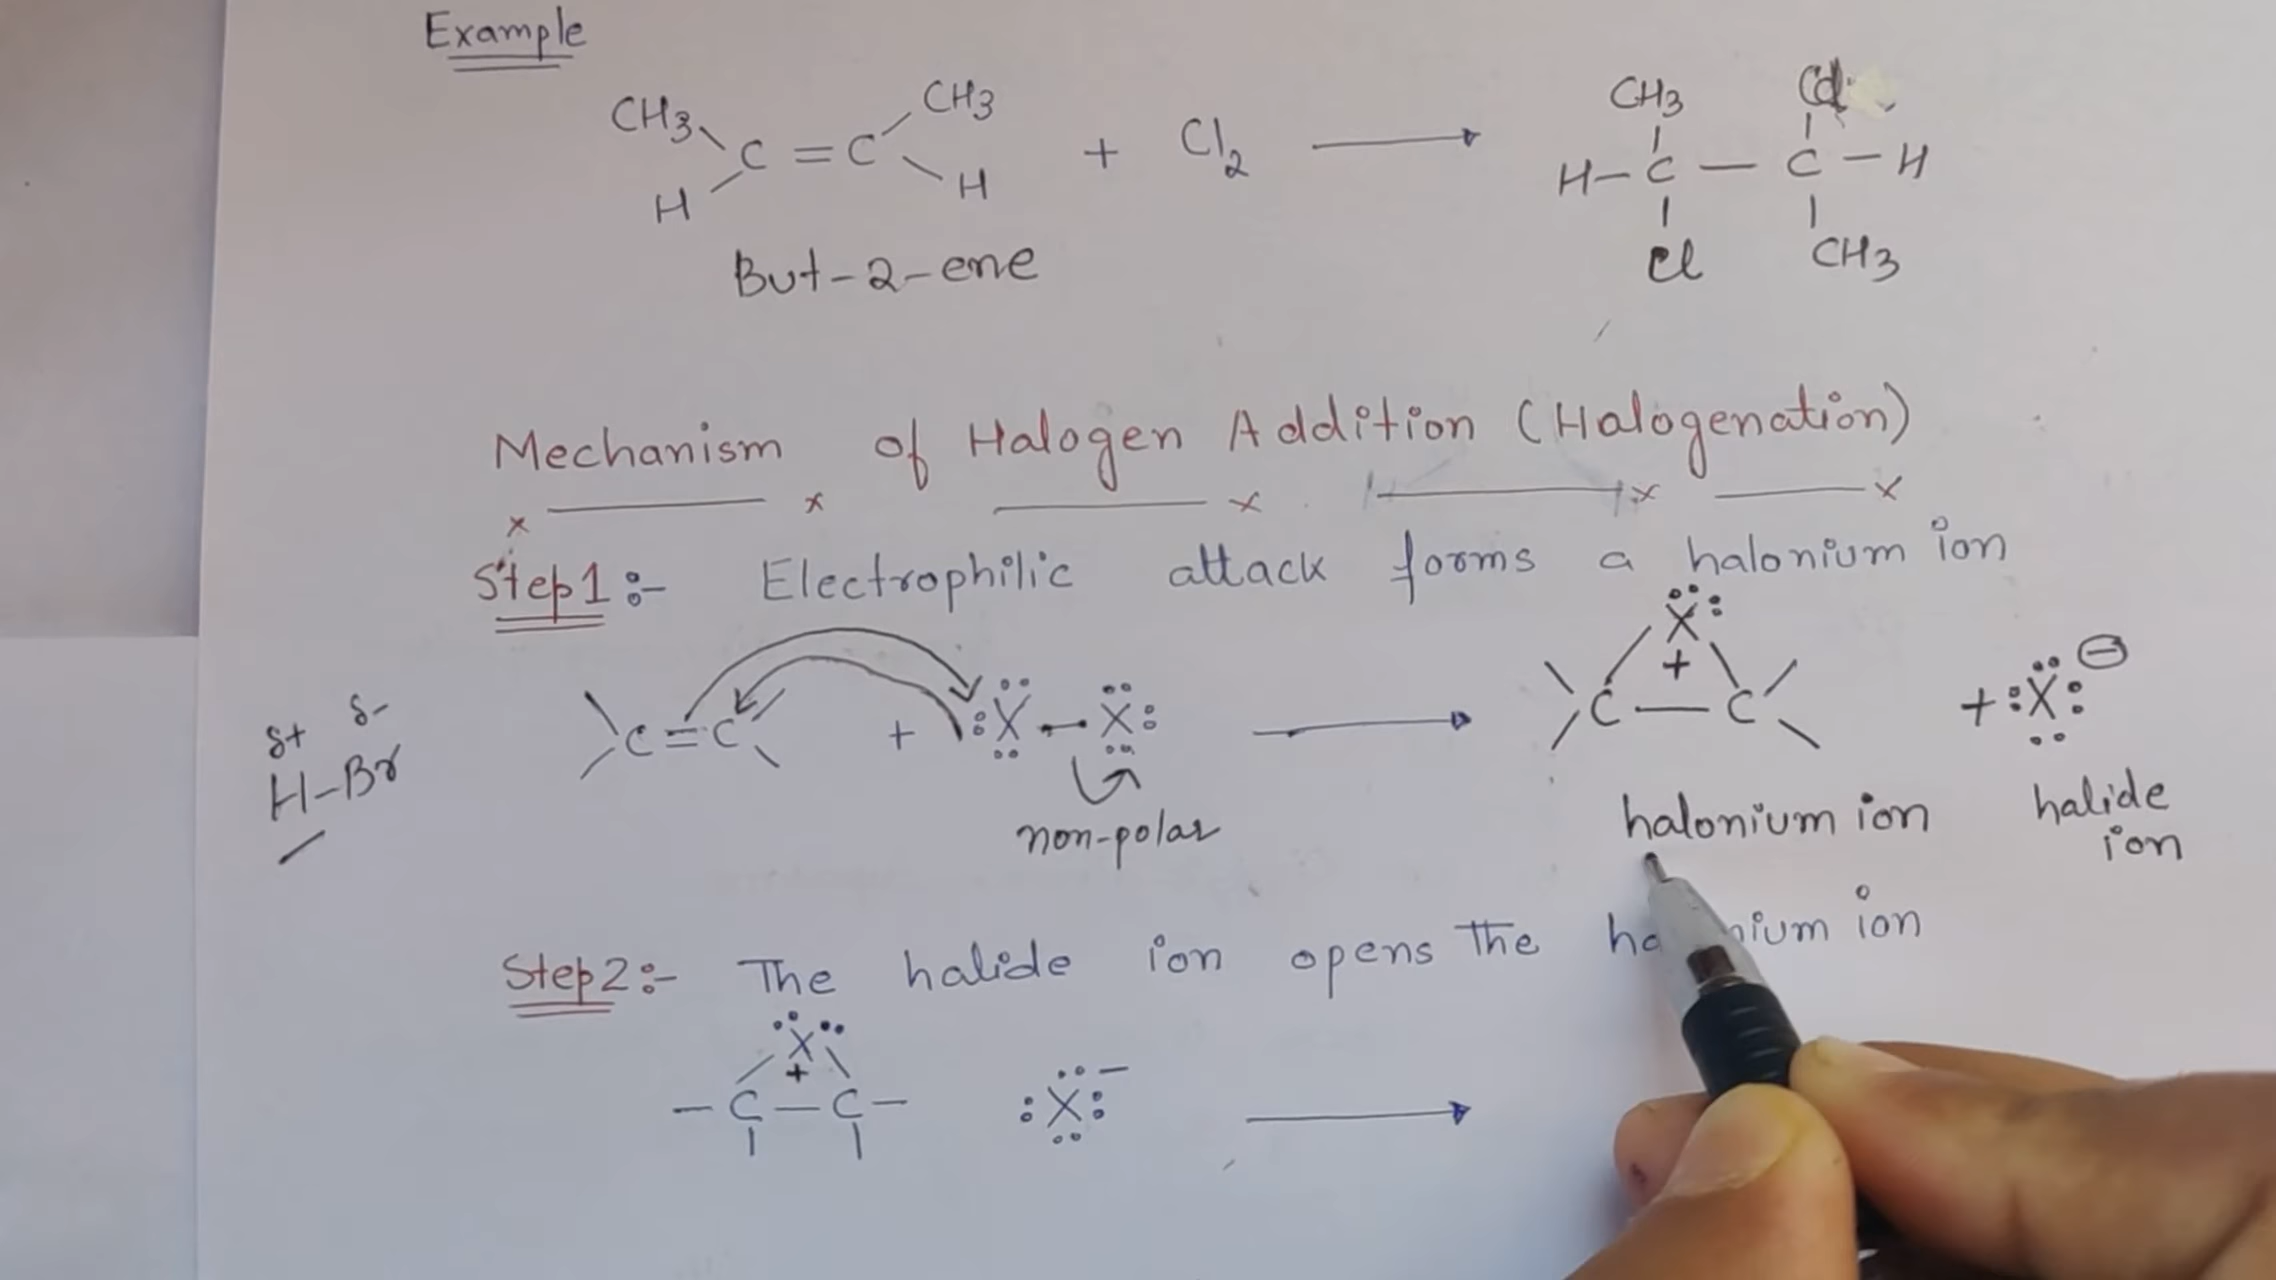 Example
CH3 CH3 CH3 Cl
C = C + Cl2 H - C - C - H
H H Cl CH3
But-2-ene
Mechanism of Halogen Addition (Halogenation)
Step1:- Electrophilic attack forms a halonium ion
δ+ δ- X
H-Br C = C + :X - X: + C - C + :X: -
non-polar halonium ion halide ion
Step2:- The halide ion opens The ion
X
+
- C - C - :X: -